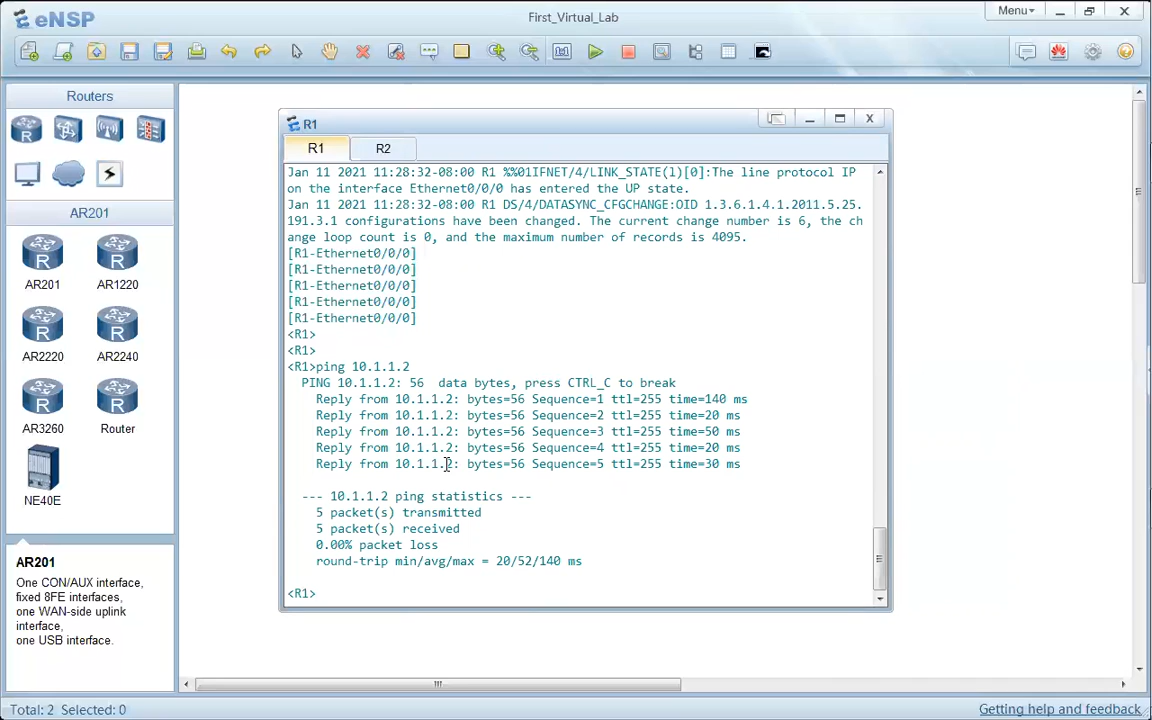 eNSP
First_Virtual_Lab
Menu
Routers
AR201
AR201
AR1220
AR2220
AR2240
AR3260
Router
NE40E
AR201
One CON/AUX interface,
fixed 8FE interfaces,
one WAN-side uplink
interface,
one USB interface.
R1
R1
R2
Jan 11 2021 11:28:32-08:00 R1 %%01IFNET/4/LINK_STATE(l)[0]:The line protocol IP
on the interface Ethernet0/0/0 has entered the UP state.
Jan 11 2021 11:28:32-08:00 R1 DS/4/DATASYNC_CFGCHANGE:OID 1.3.6.1.4.1.2011.5.25.
191.3.1 configurations have been changed. The current change number is 6, the ch
ange loop count is 0, and the maximum number of records is 4095.
[R1-Ethernet0/0/0]
[R1-Ethernet0/0/0]
[R1-Ethernet0/0/0]
[R1-Ethernet0/0/0]
[R1-Ethernet0/0/0]
<R1>
<R1>
<R1>ping 10.1.1.2
PING 10.1.1.2: 56 data bytes, press CTRL_C to break
Reply from 10.1.1.2: bytes=56 Sequence=1 ttl=255 time=140 ms
Reply from 10.1.1.2: bytes=56 Sequence=2 ttl=255 time=20 ms
Reply from 10.1.1.2: bytes=56 Sequence=3 ttl=255 time=50 ms
Reply from 10.1.1.2: bytes=56 Sequence=4 ttl=255 time=20 ms
Reply from 10.1.1.2: bytes=56 Sequence=5 ttl=255 time=30 ms
--- 10.1.1.2 ping statistics ---
5 packet(s) transmitted
5 packet(s) received
0.00% packet loss
round-trip min/avg/max = 20/52/140 ms
<R1>
Total: 2 Selected: 0
Getting help and feedback